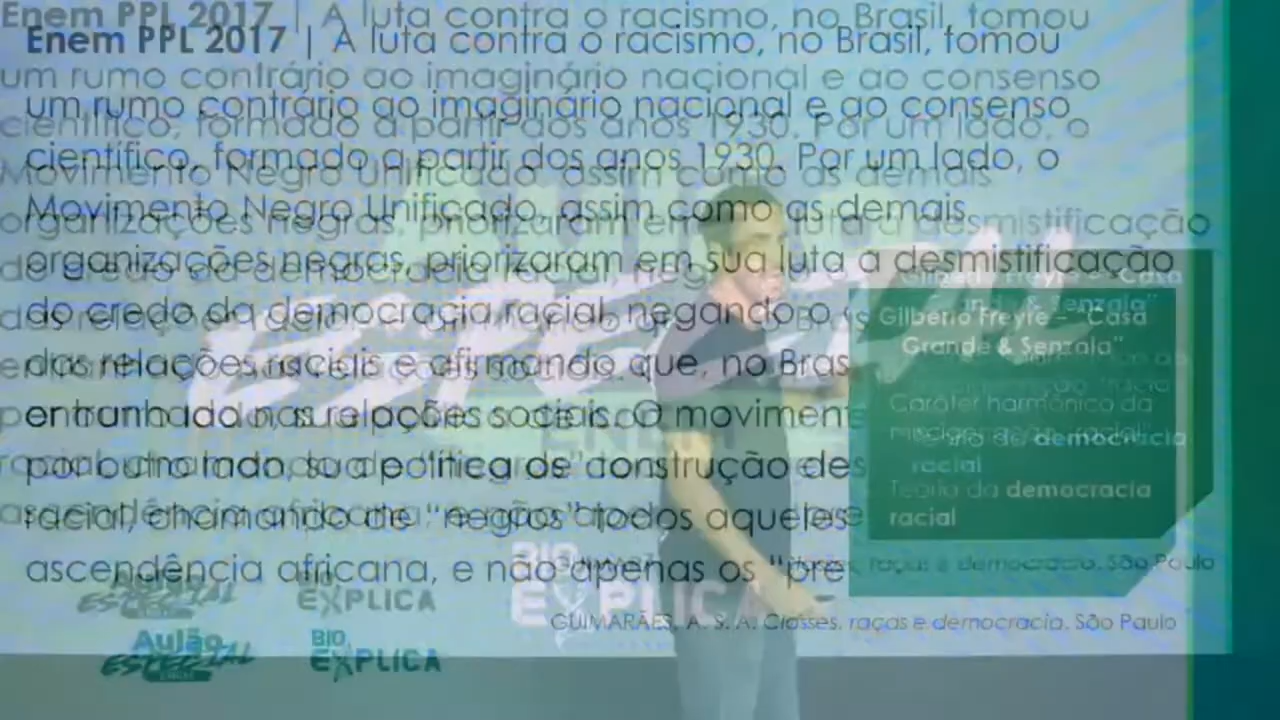 Enem PPL 2017 | A luta contra o racismo, no Brasil, tomou
um rumo contrário ao imaginário nacional e ao consenso
científico, formado a partir dos anos 1930. Por um lado, o
Movimento Negro Unificado, assim como as demais
organizações negras, priorizaram em sua luta a desmistificação
do credo da democracia racial, negando o
das relações raciais e afirmando que, no Bras
entranhado nas relações sociais. O moviment
por outro lado, sua política de construção
racial, chamando de "negros" todos aqueles
ascendência africana, e não apenas os "pre
GUIMARÃES, A. S. A. Classes, raças e democracia. São Paulo
Gilberto Freyre – "Casa
Grande & Senzala"
Caráter harmônico da
miscigenação "racial"
Teoria da democracia
racial
Aulão
ESPECIAL
BIO
EXPLICA